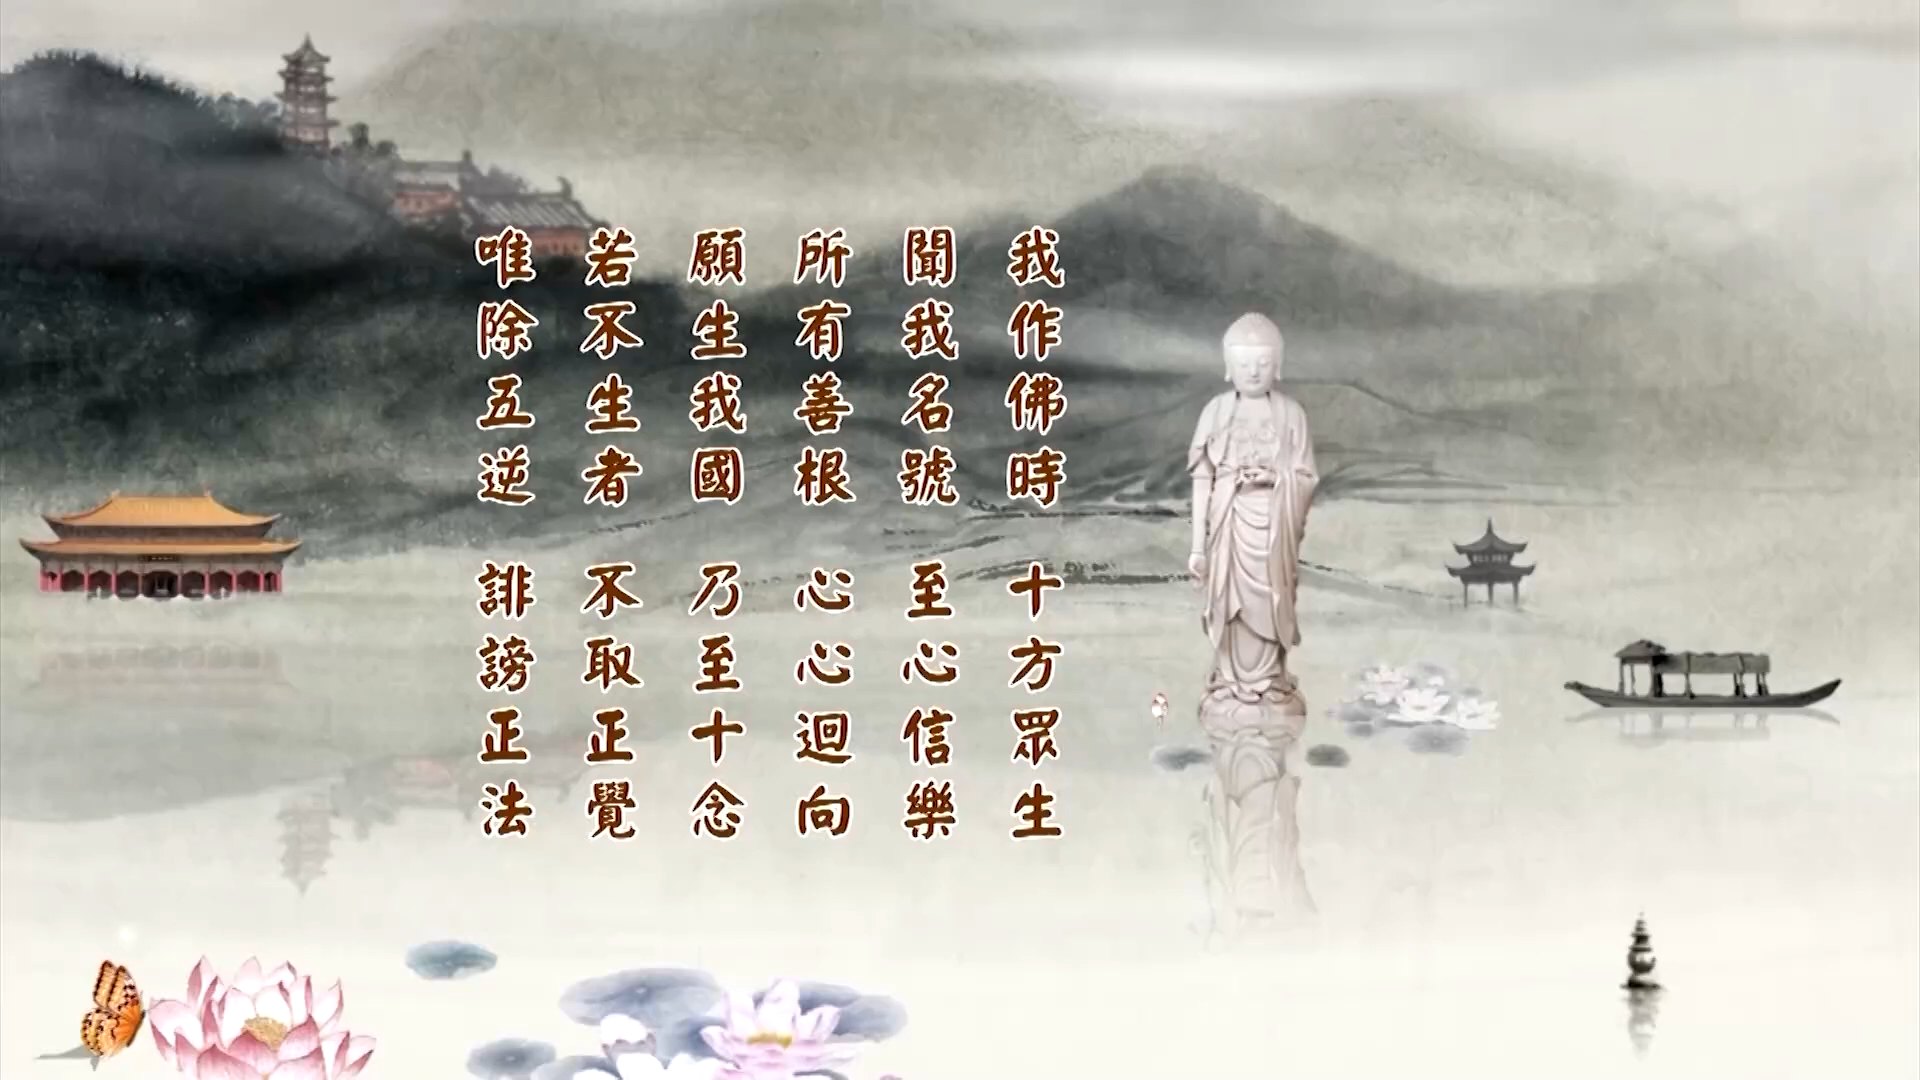 我作佛時 十方眾生
聞我名號 至心信樂
所有善根 心心迴向
願生我國 乃至十念
若不生者 不取正覺
唯除五逆 誹謗正法